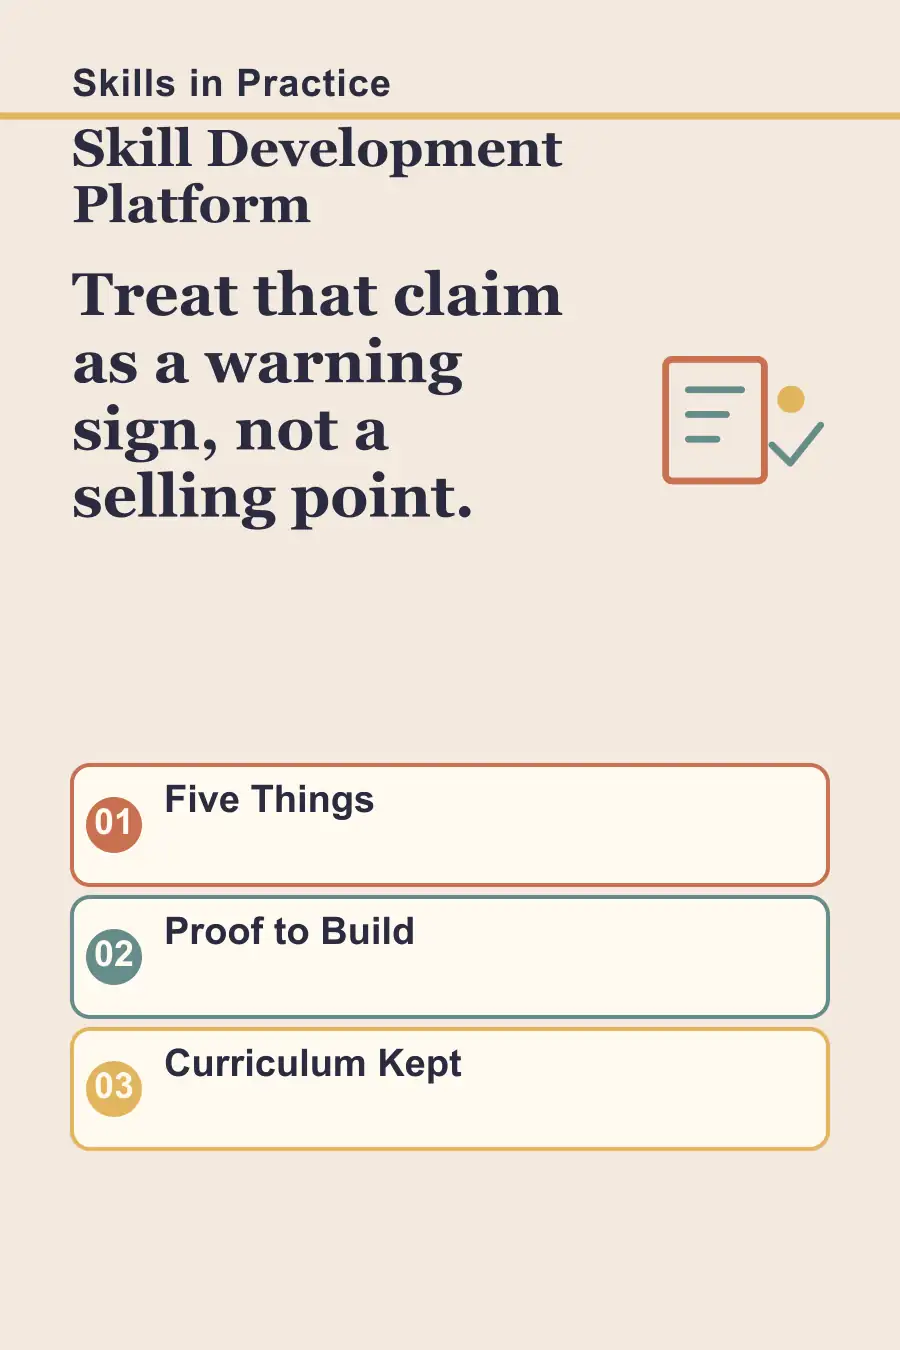 Skills in Practice
Skill Development
Platform
Treat that claim
as a warning
sign, not a
selling point.
01 Five Things
02 Proof to Build
03 Curriculum Kept